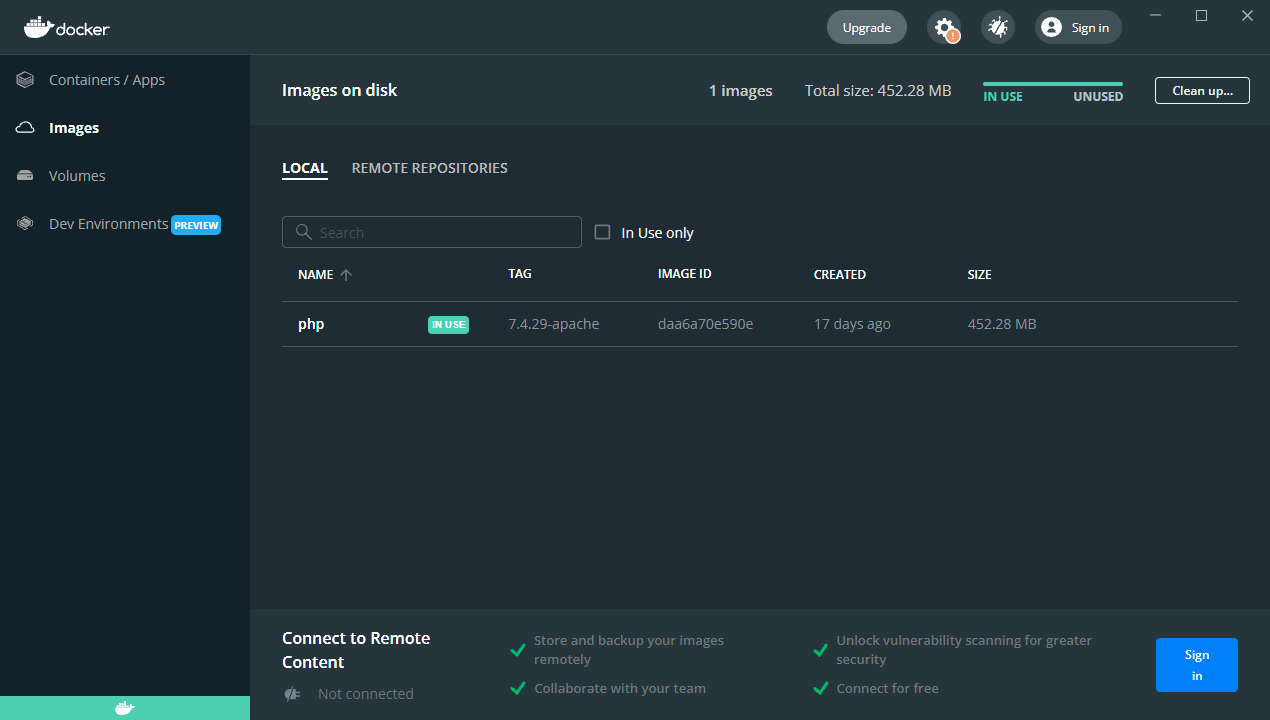 docker
Upgrade
Sign in
Containers / Apps
Images
Volumes
Dev Environments PREVIEW
Images on disk
1 images
Total size: 452.28 MB
IN USE
UNUSED
Clean up...
LOCAL
REMOTE REPOSITORIES
Search
In Use only
NAME TAG IMAGE ID CREATED SIZE
php IN USE 7.4.29-apache daa6a70e590e 17 days ago 452.28 MB
Connect to Remote
Content
Not connected
Store and backup your images
remotely
Collaborate with your team
Unlock vulnerability scanning for greater
security
Connect for free
Sign
in